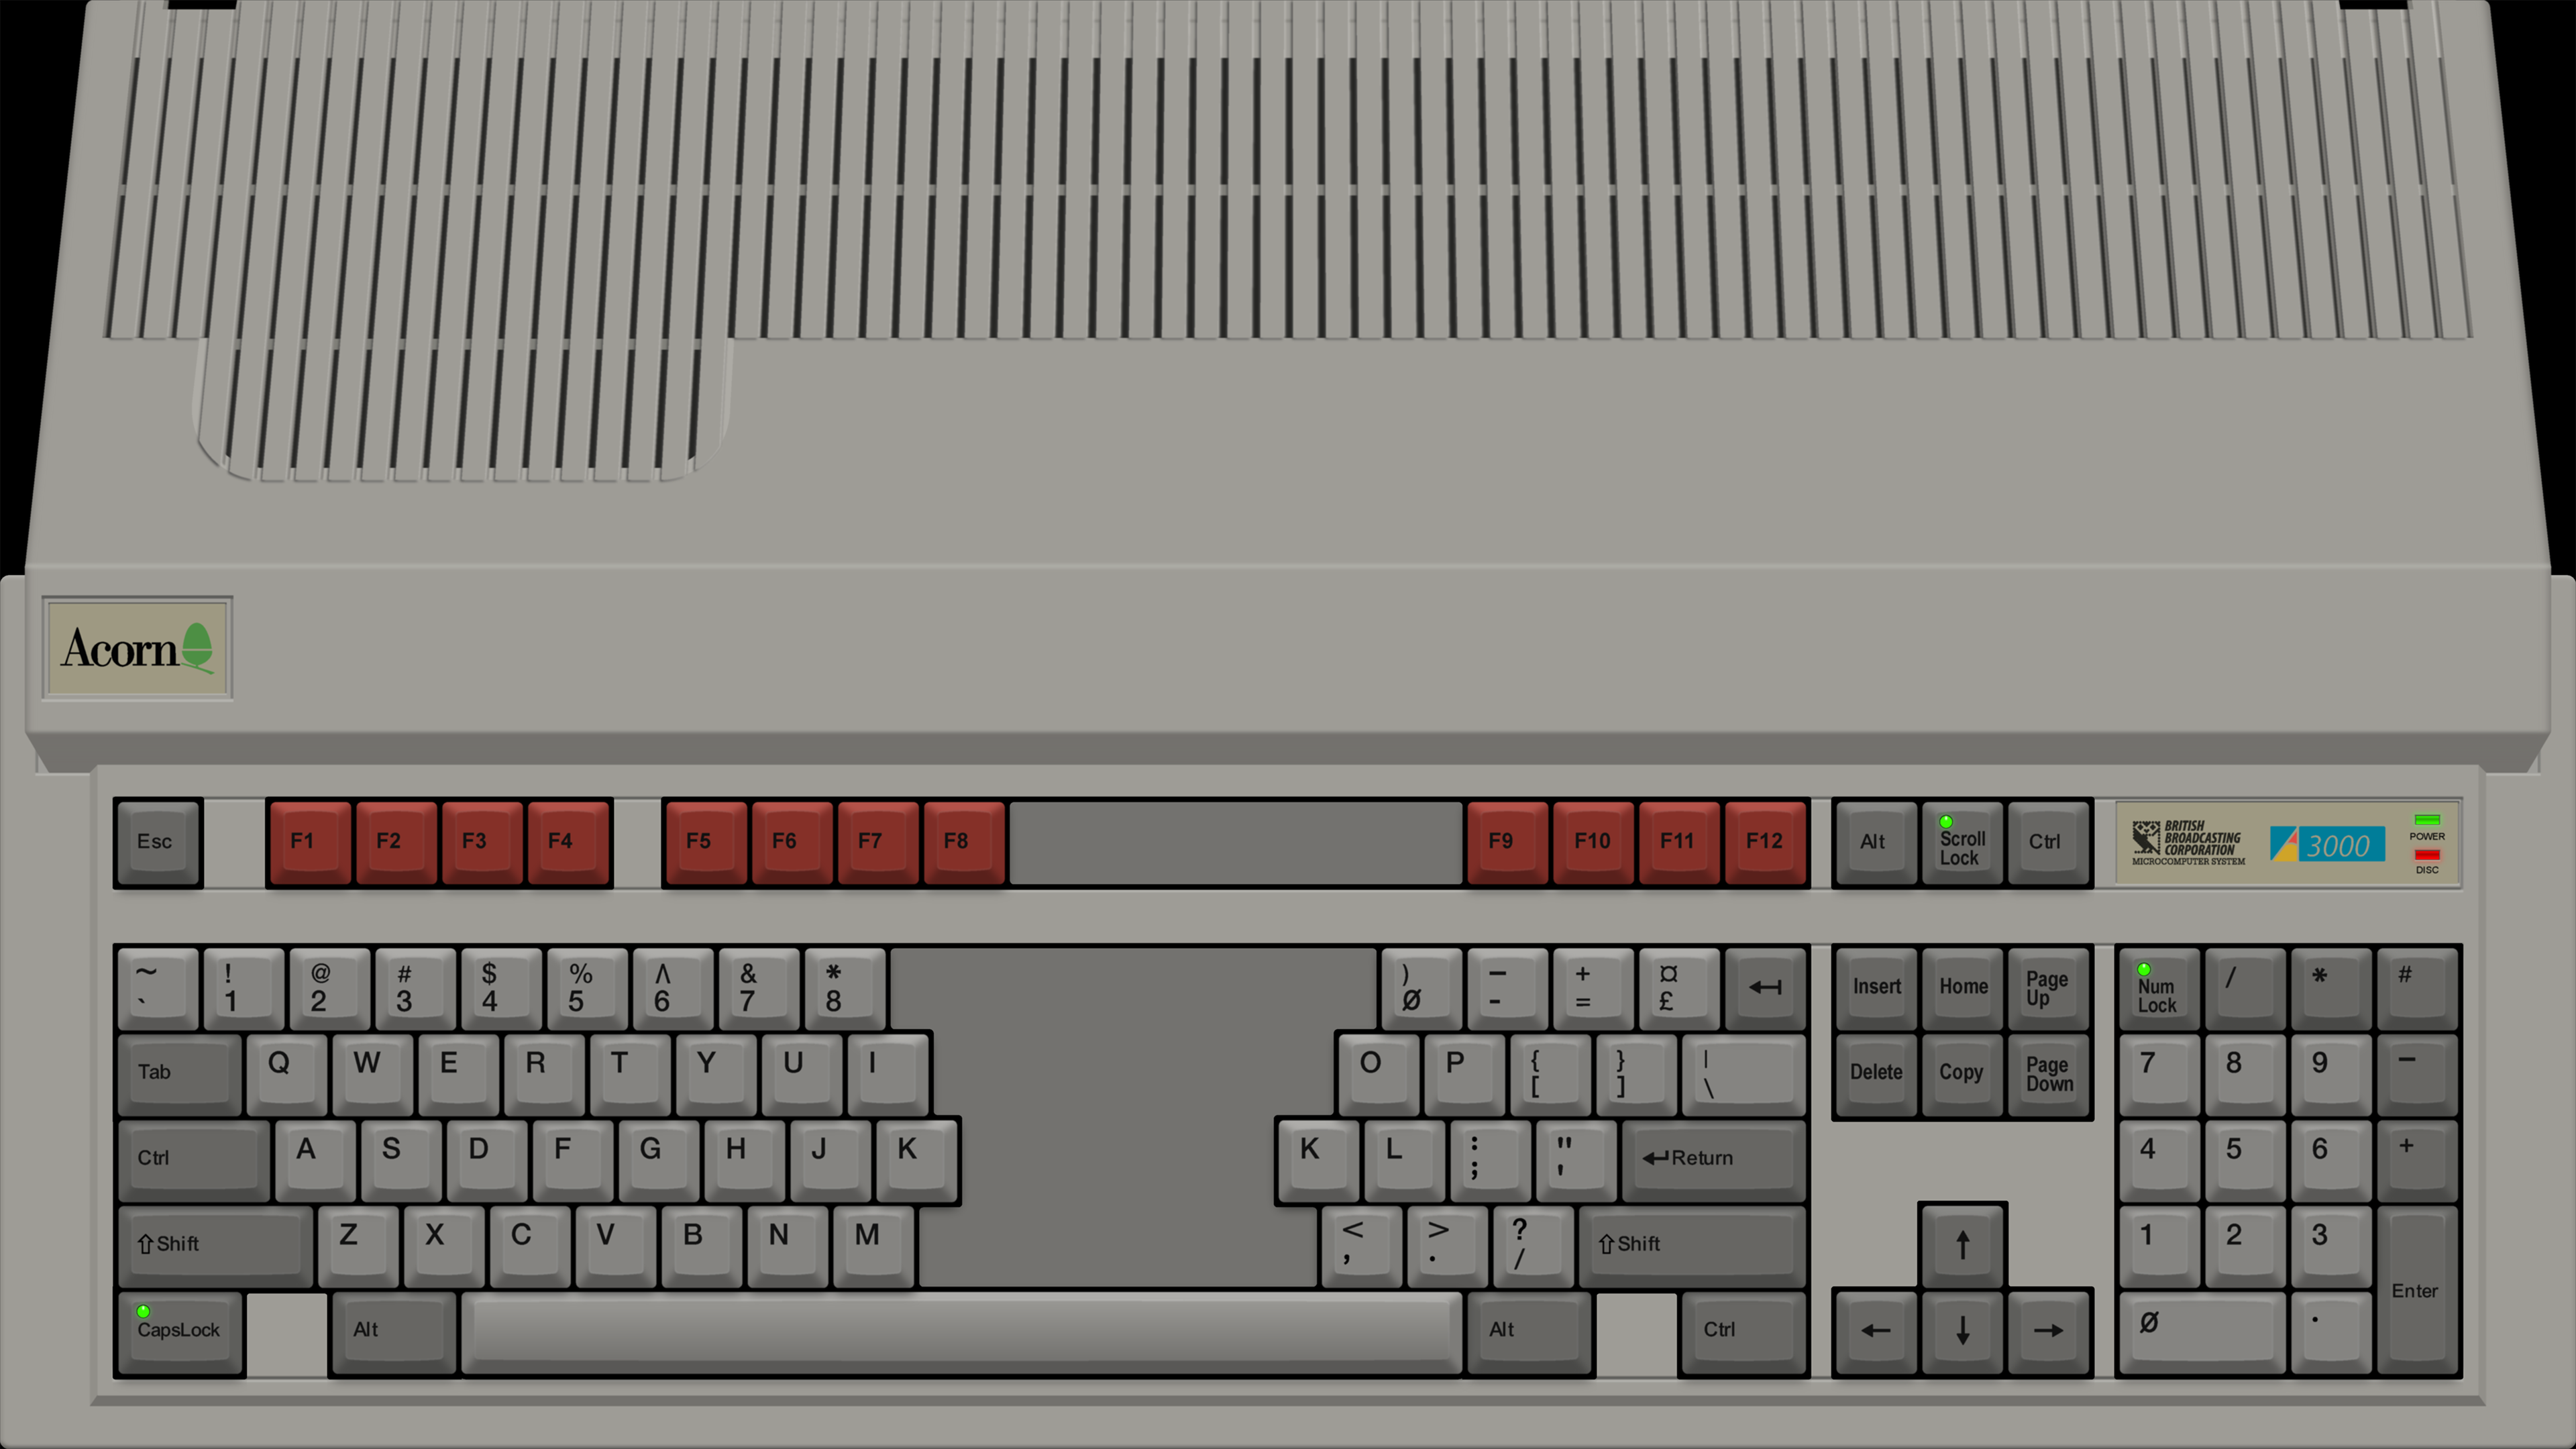 Acorn
Esc F1 F2 F3 F4 F5 F6 F7 F8 F9 F10 F11 F12 Alt Scroll Lock Ctrl
BRITISH
BROADCASTING
CORPORATION
MICROCOMPUTER SYSTEM
3000
POWER
DISC
~ ! @ # $ % Λ & * ) – + ¤
` 1 2 3 4 5 6 7 8 Ø - = £ Insert Home Page Up Num Lock / * #
Tab Q W E R T Y U I O P { } |
[ ] \ Delete Copy Page Down 7 8 9 –
Ctrl A S D F G H J K K L : "
; ' Return 4 5 6 +
⇧Shift Z X C V B N M < > ?
, . / ⇧Shift ↑ 1 2 3
CapsLock Alt Alt Ctrl ← ↓ → Ø . Enter